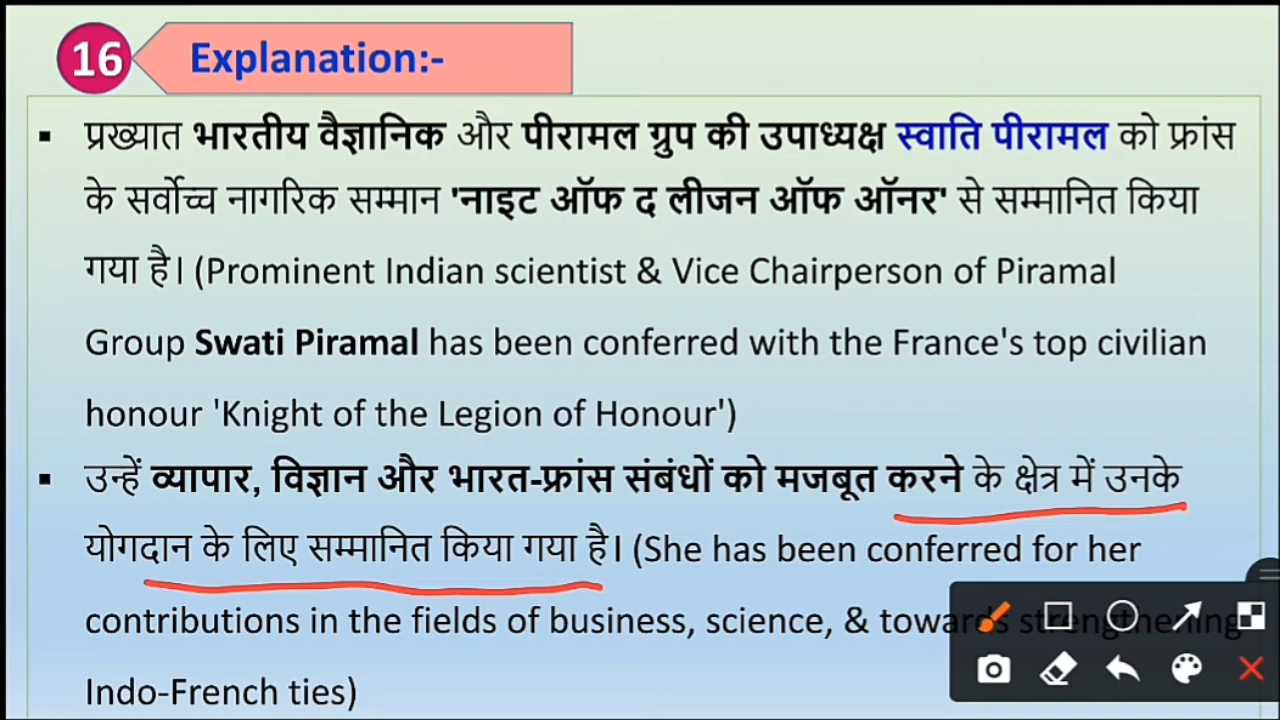 16 Explanation:-
▪ प्रख्यात भारतीय वैज्ञानिक और पीरामल ग्रुप की उपाध्यक्ष स्वाति पीरामल को फ्रांस
के सर्वोच्च नागरिक सम्मान 'नाइट ऑफ द लीजन ऑफ ऑनर' से सम्मानित किया
गया है। (Prominent Indian scientist & Vice Chairperson of Piramal
Group Swati Piramal has been conferred with the France's top civilian
honour 'Knight of the Legion of Honour')
▪ उन्हें व्यापार, विज्ञान और भारत-फ्रांस संबंधों को मजबूत करने के क्षेत्र में उनके
योगदान के लिए सम्मानित किया गया है। (She has been conferred for her
contributions in the fields of business, science, & towards strengthening
Indo-French ties)